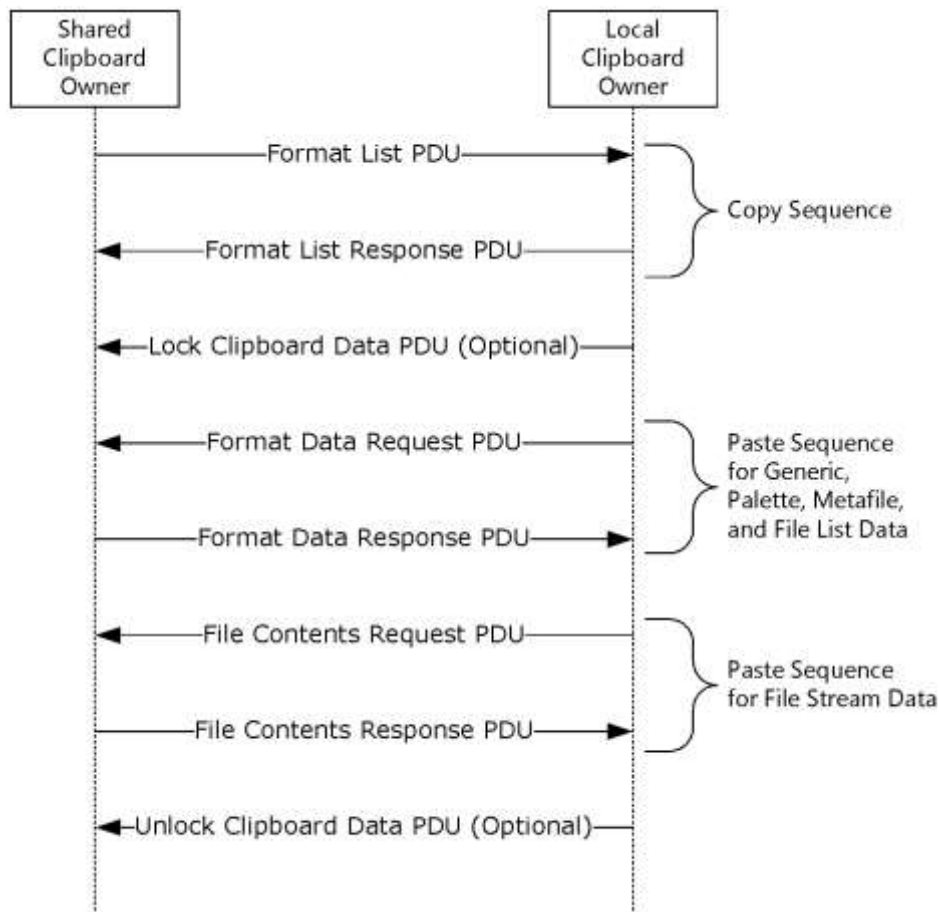 Shared
Clipboard
Owner
Local
Clipboard
Owner
Format List PDU
Copy Sequence
Format List Response PDU
Lock Clipboard Data PDU (Optional)
Format Data Request PDU
Paste Sequence
for Generic,
Palette, Metafile,
and File List Data
Format Data Response PDU
File Contents Request PDU
Paste Sequence
for File Stream Data
File Contents Response PDU
Unlock Clipboard Data PDU (Optional)